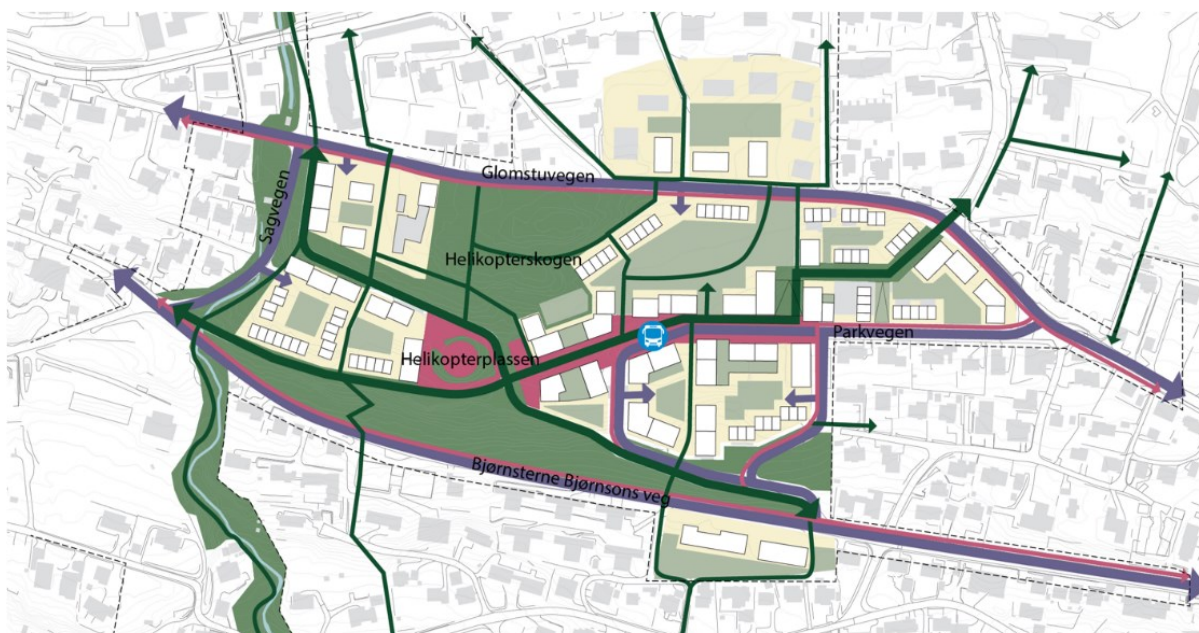 Glomstuvegen
Sagvegen
Helikopterskogen
Parkvegen
Helikopterplassen
Bjørnsterne Bjørnsons veg